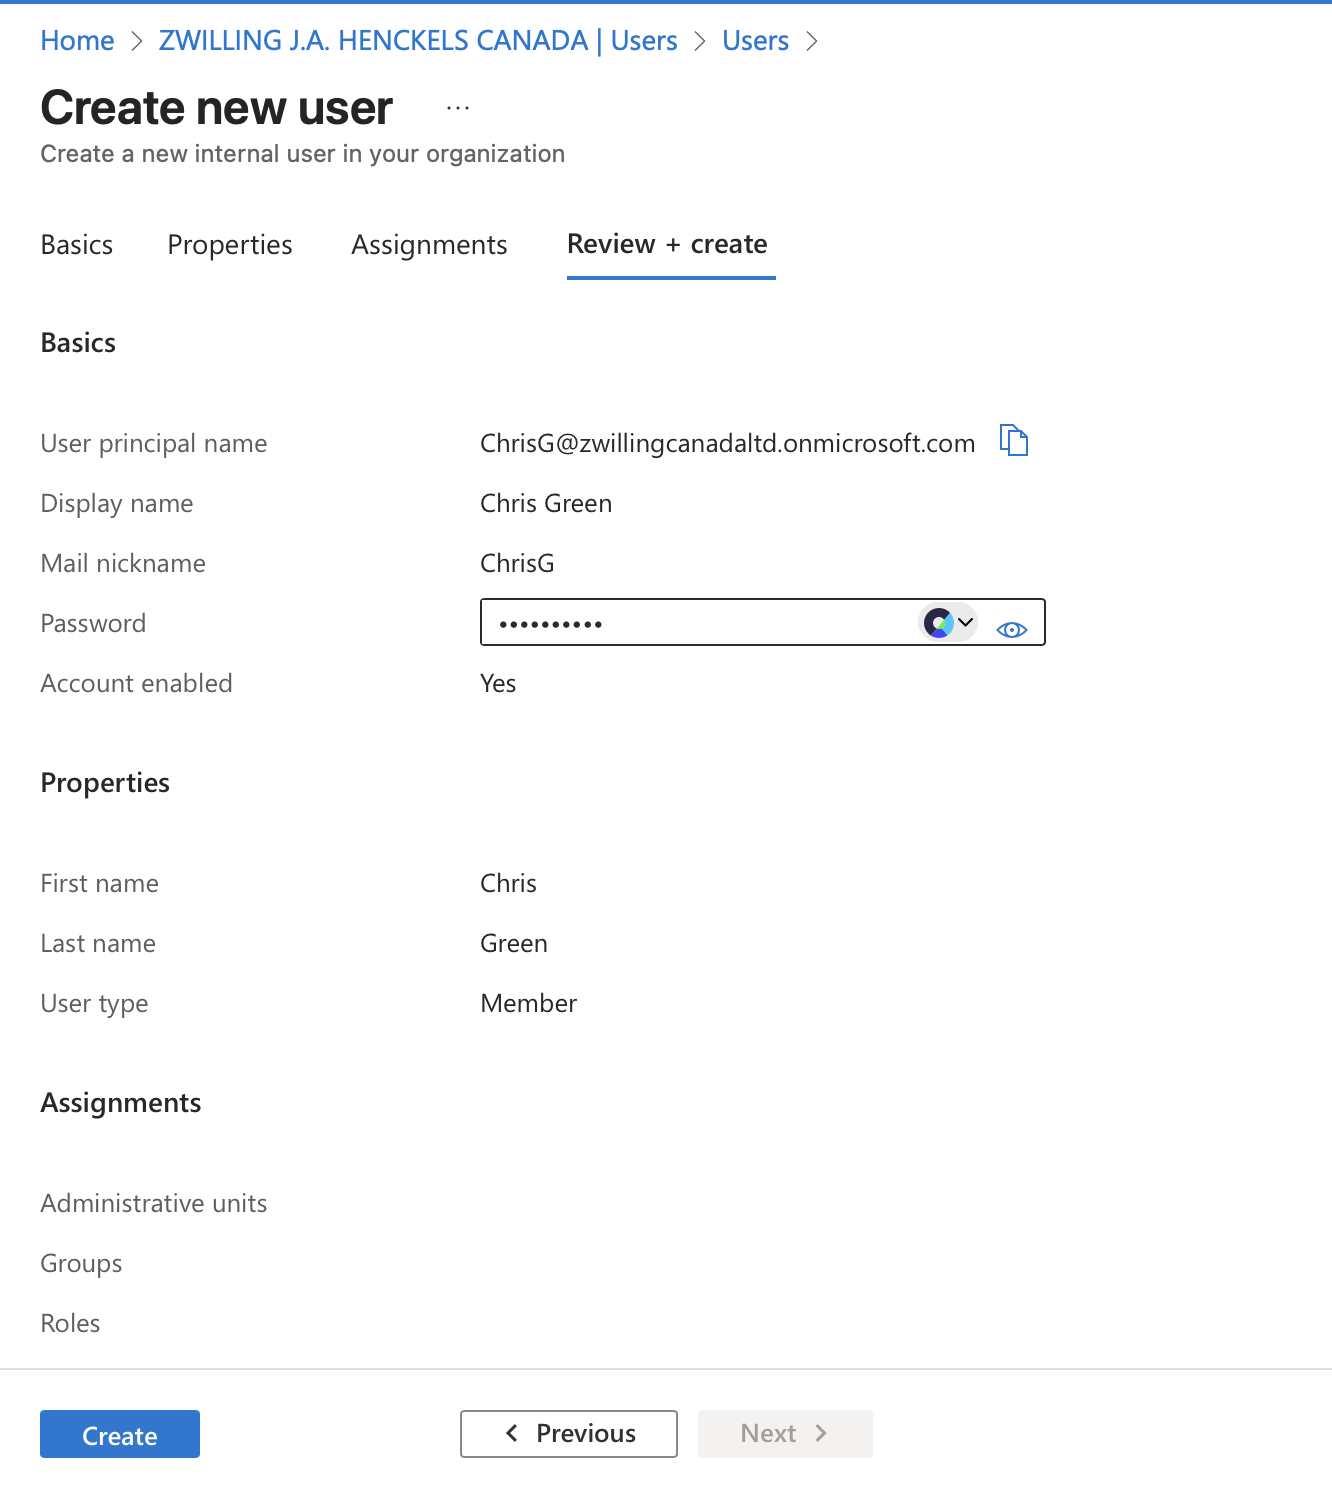 Home > ZWILLING J.A. HENCKELS CANADA | Users > Users >
Create new user ...
Create a new internal user in your organization
Basics Properties Assignments Review + create
Basics
User principal name ChrisG@zwillingcanadaltd.onmicrosoft.com
Display name Chris Green
Mail nickname ChrisG
Password ••••••••••
Account enabled Yes
Properties
First name Chris
Last name Green
User type Member
Assignments
Administrative units
Groups
Roles
Create < Previous Next >